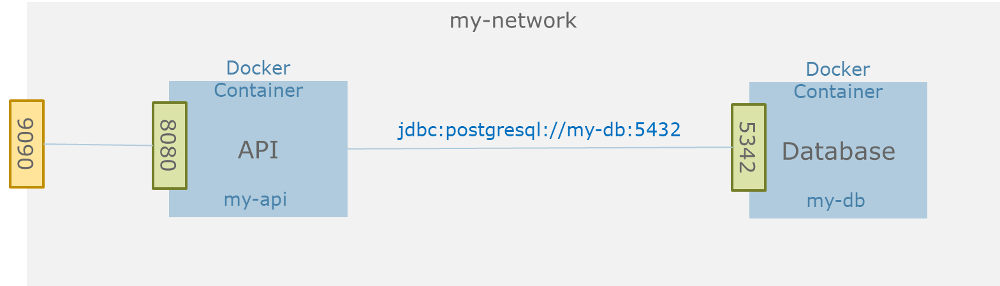 my-network
Docker
Container
API
my-api
9090
8080
jdbc:postgresql://my-db:5432
Docker
Container
5342
Database
my-db